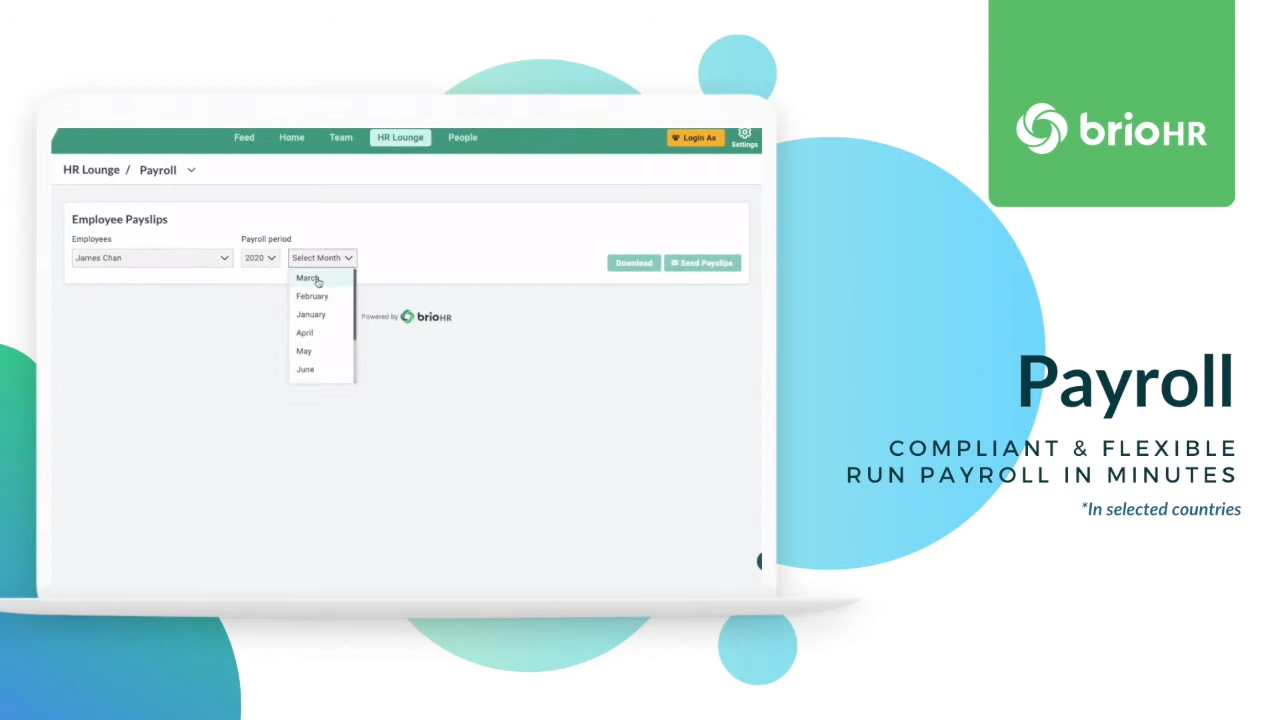 brioHR
Feed Home Team HR Lounge People Login As Settings
HR Lounge / Payroll
Employee Payslips
Employees Payroll period
James Chan 2020 Select Month
Download Send Payslips
March
February
January
April
May
June
Powered by brioHR
Payroll
COMPLIANT & FLEXIBLE
RUN PAYROLL IN MINUTES
*In selected countries